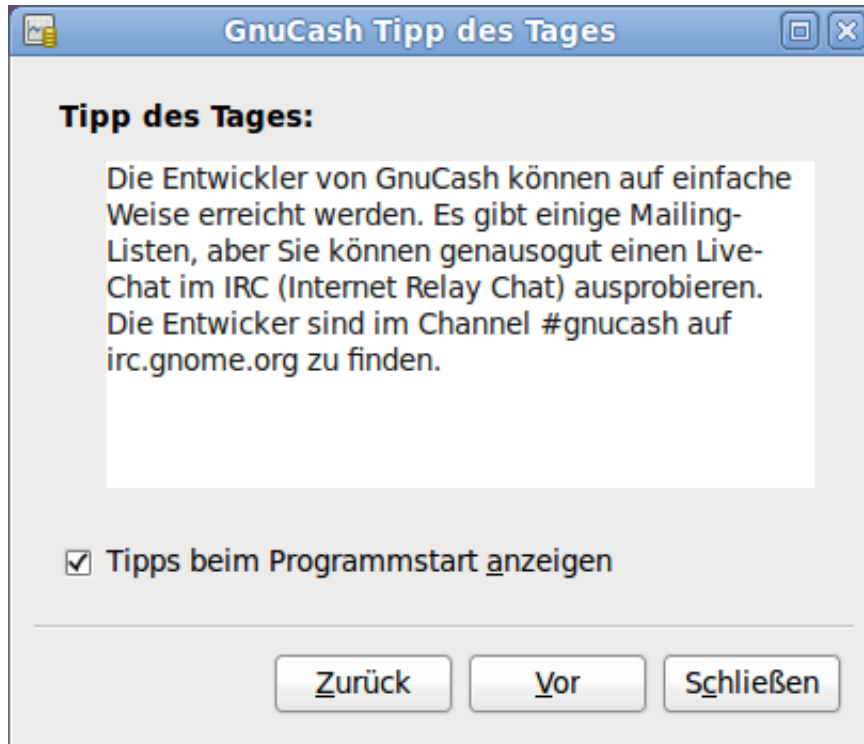 GnuCash Tipp des Tages
Tipp des Tages:
Die Entwickler von GnuCash können auf einfache
Weise erreicht werden. Es gibt einige Mailing-
Listen, aber Sie können genausogut einen Live-
Chat im IRC (Internet Relay Chat) ausprobieren.
Die Entwicker sind im Channel #gnucash auf
irc.gnome.org zu finden.
Tipps beim Programmstart anzeigen
Zurück Vor Schließen